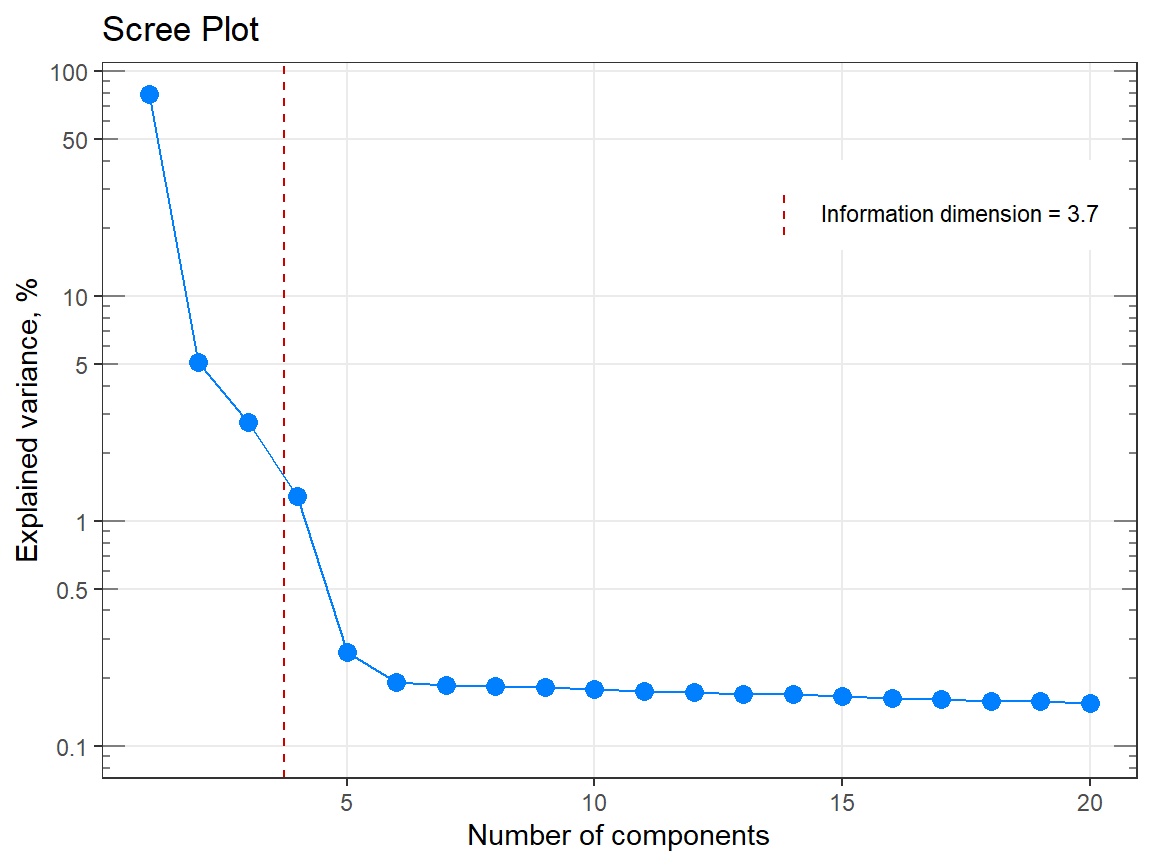 Scree Plot
Explained variance, %
100
50
10
5
1
0.5
0.1
Information dimension = 3.7
5
10
15
20
Number of components